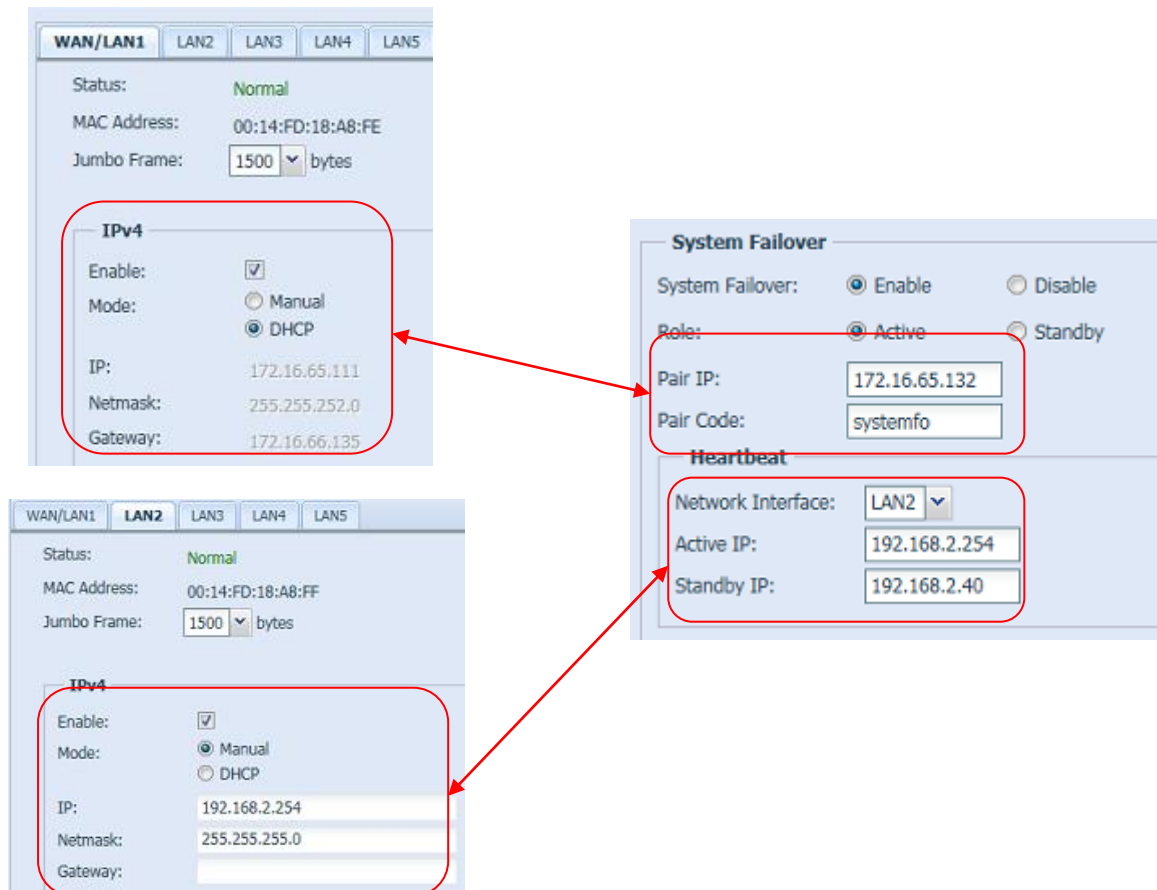 WAN/LAN1 LAN2 LAN3 LAN4 LAN5
Status: Normal
MAC Address: 00:14:FD:18:A8:FE
Jumbo Frame: 1500 bytes
IPv4
Enable:
Mode: Manual
DHCP
IP: 172.16.65.111
Netmask: 255.255.252.0
Gateway: 172.16.66.135
System Failover
System Failover: Enable Disable
Role: Active Standby
Pair IP: 172.16.65.132
Pair Code: systemfo
Heartbeat
Network Interface: LAN2
Active IP: 192.168.2.254
Standby IP: 192.168.2.40
WAN/LAN1 LAN2 LAN3 LAN4 LAN5
Status: Normal
MAC Address: 00:14:FD:18:A8:FF
Jumbo Frame: 1500 bytes
IPv4
Enable:
Mode: Manual
DHCP
IP: 192.168.2.254
Netmask: 255.255.255.0
Gateway: